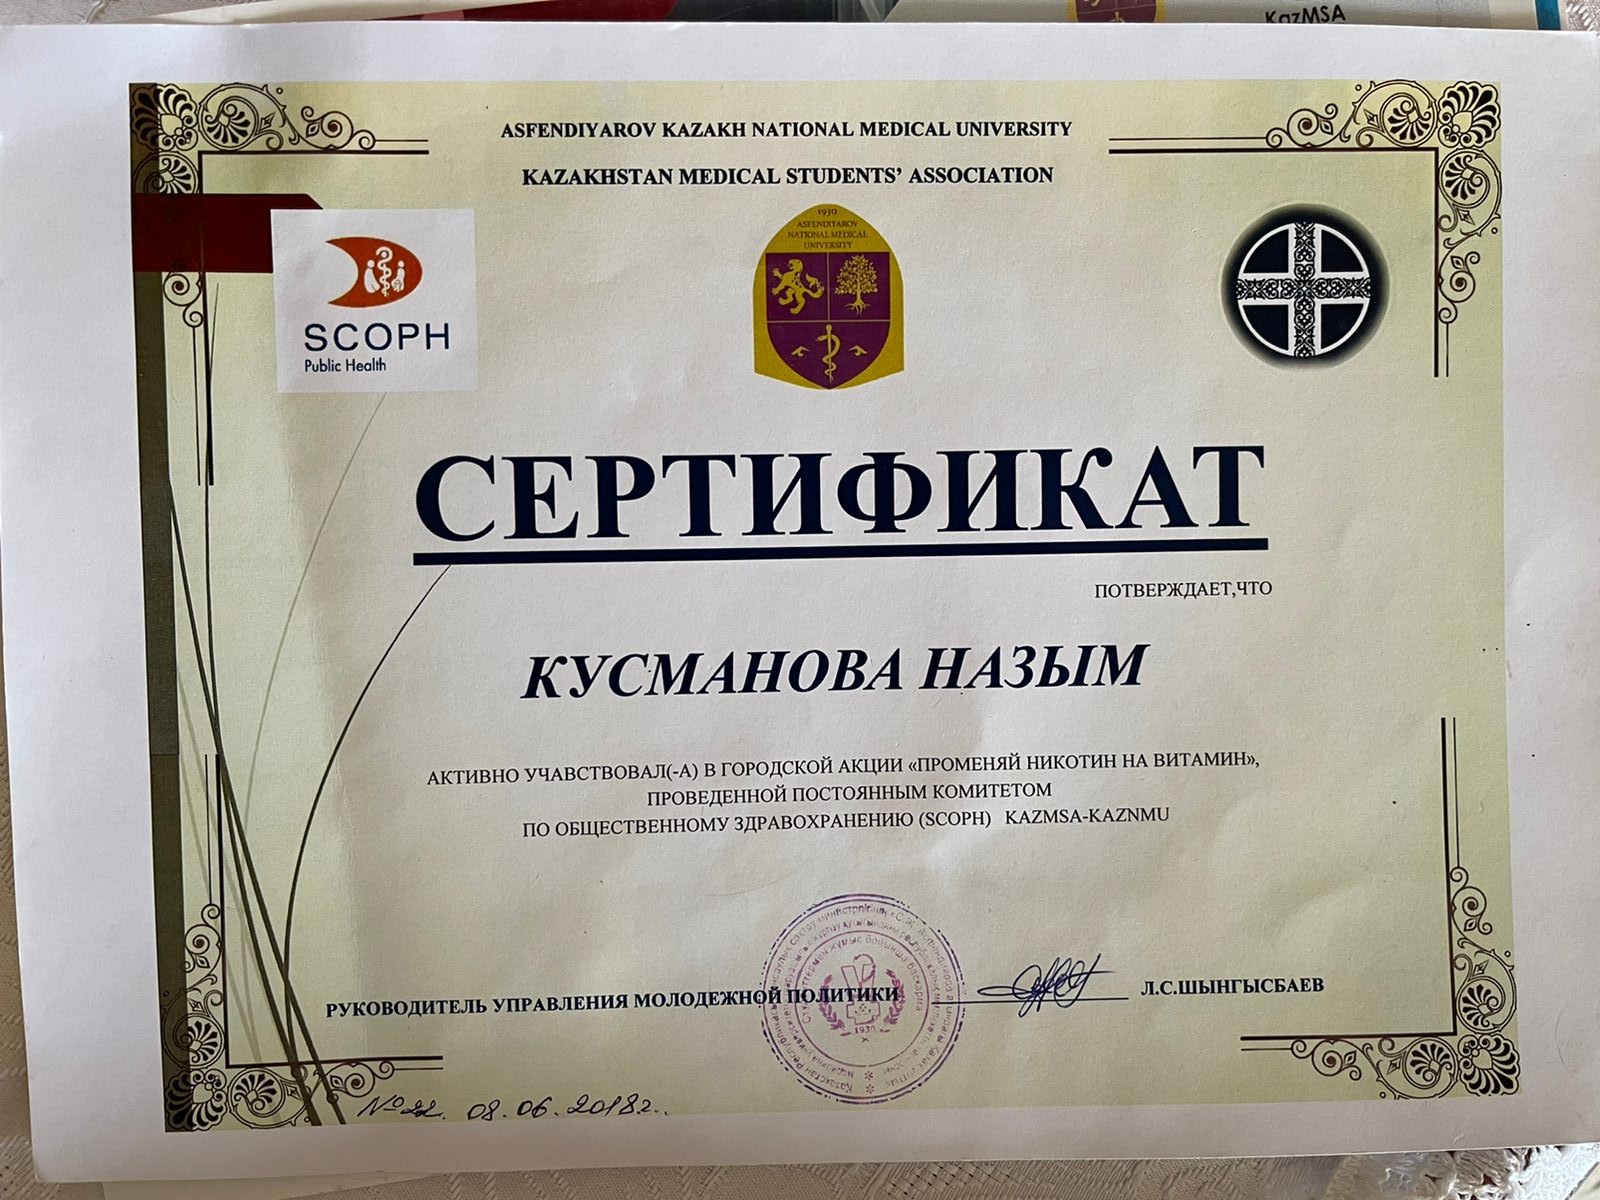 KazMSA
ASFENDIYAROV KAZAKH NATIONAL MEDICAL UNIVERSITY
KAZAKHSTAN MEDICAL STUDENTS’ ASSOCIATION
SCOPH
Public Health
1930
ASFENDIYAROV
NATIONAL MEDICAL
UNIVERSITY
СЕРТИФИКАТ
ПОТВЕРЖДАЕТ,ЧТО
КУСМАНОВА НАЗЫМ
АКТИВНО УЧАВСТВОВАЛ(-А) В ГОРОДСКОЙ АКЦИИ «ПРОМЕНЯЙ НИКОТИН НА ВИТАМИН»,
ПРОВЕДЕННОЙ ПОСТОЯННЫМ КОМИТЕТОМ
ПО ОБЩЕСТВЕННОМУ ЗДРАВОХРАНЕНИЮ (SCOPH) KAZMSA-KAZNMU
РУКОВОДИТЕЛЬ УПРАВЛЕНИЯ МОЛОДЕЖНОЙ ПОЛИТИКИ
Л.С.ШЫНГЫСБАЕВ
1930
№22. 08.06.2018г.